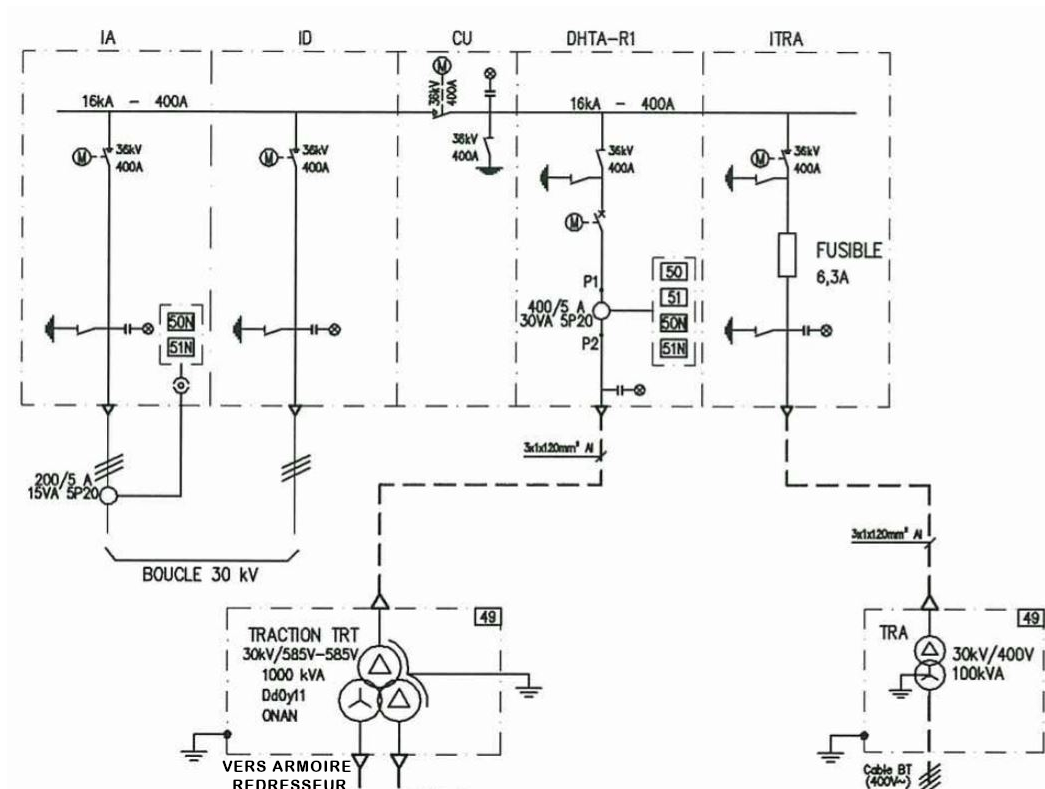 IA
ID
CU
DHTA-R1
ITRA
16kA - 400A
M
36kV
400A
16kA - 400A
M
36kV
400A
M
36kV
400A
36kV
400A
36kV
400A
M
36kV
400A
M
FUSIBLE
6,3A
P1
400/5 A
30VA 5P20
P2
50
51
50N
51N
50N
51N
3x1x120mm² Al
200/5 A
15VA 5P20
BOUCLE 30 kV
3x1x120mm² Al
49
TRACTION TRT
30kV/585V-585V
1000 kVA
Dd0y11
ONAN
49
TRA
30kV/400V
100kVA
VERS ARMOIRE
REDRESSEUR
Cable BT
(400V~)